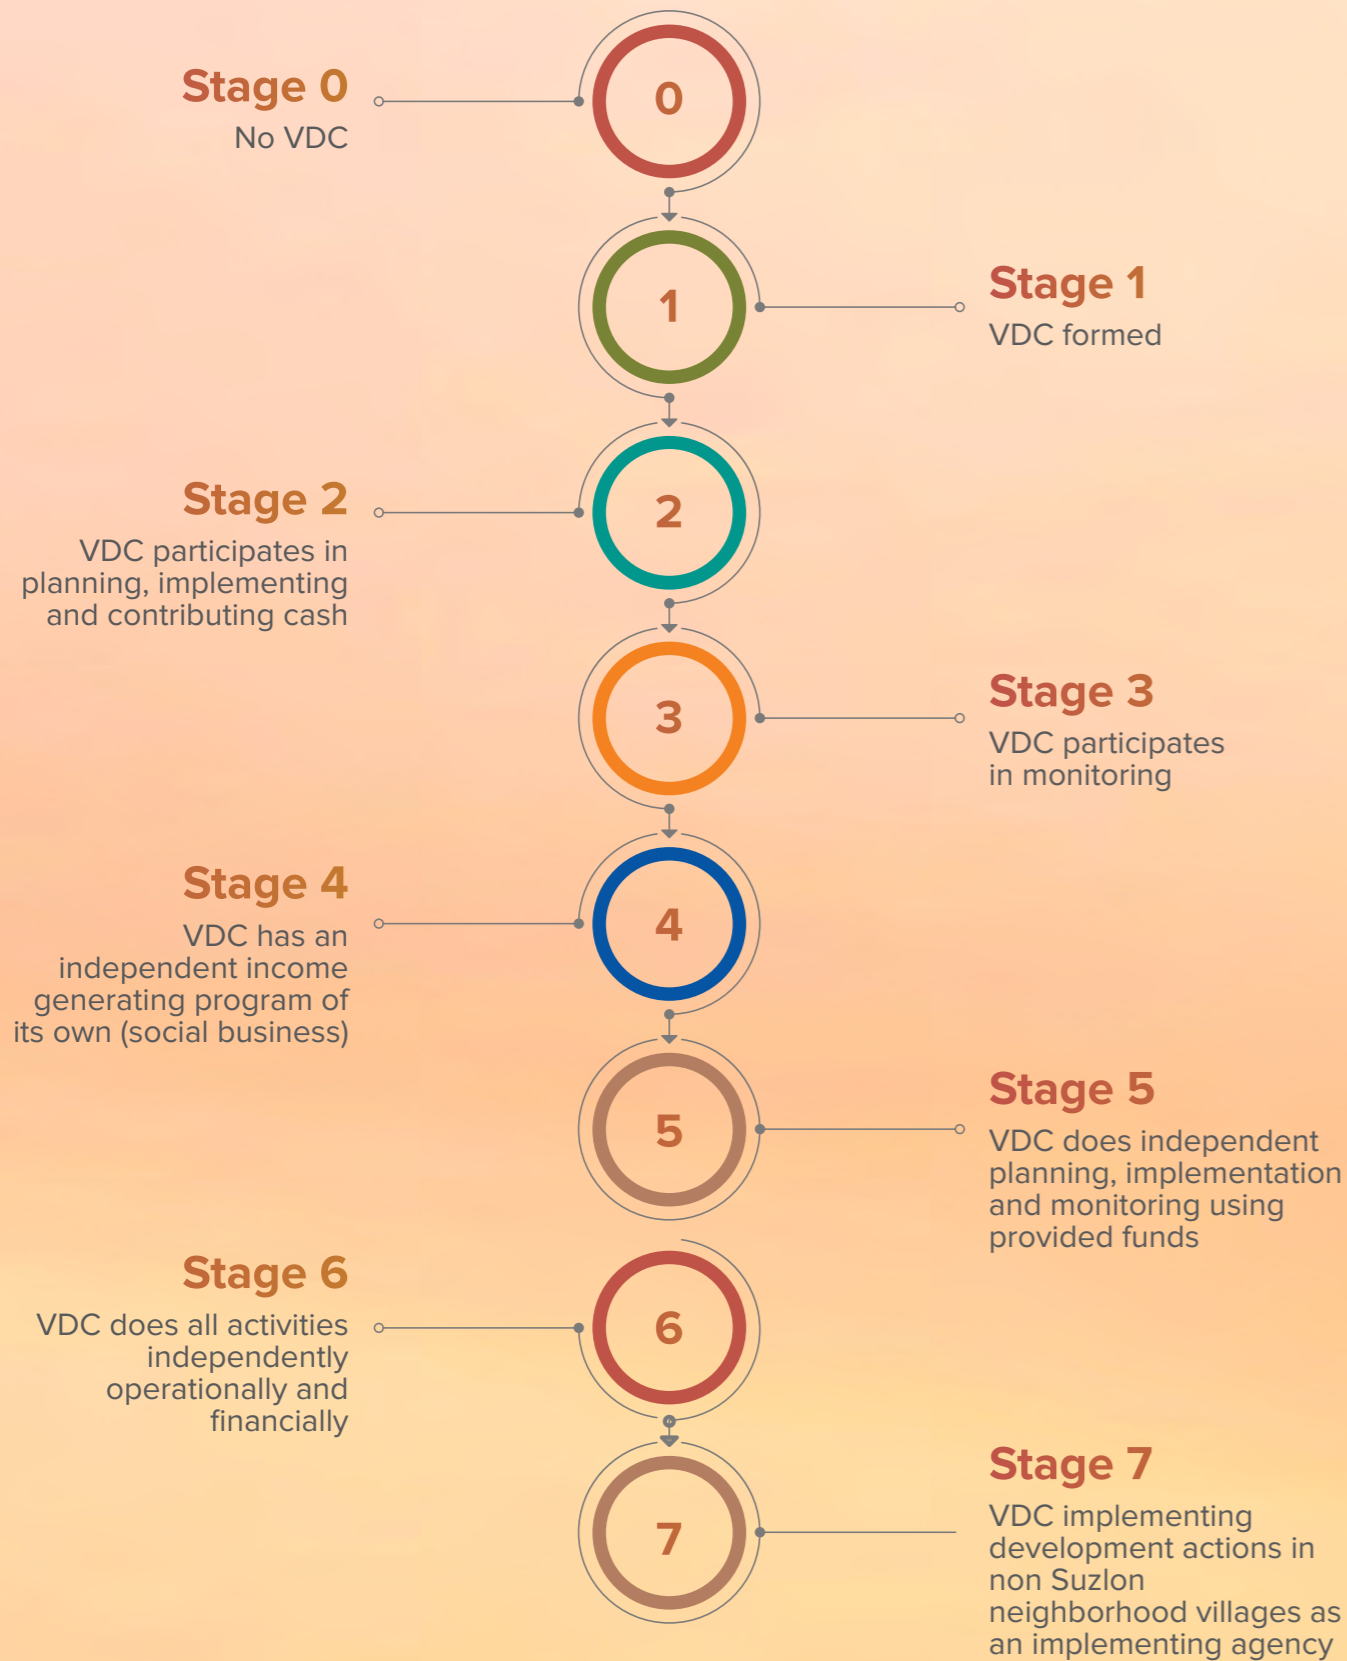 Stage 0
No VDC
0
1
Stage 1
VDC formed
Stage 2
VDC participates in
planning, implementing
and contributing cash
2
3
Stage 3
VDC participates
in monitoring
Stage 4
VDC has an
independent income
generating program of
its own (social business)
4
5
Stage 5
VDC does independent
planning, implementation
and monitoring using
provided funds
Stage 6
VDC does all activities
independently
operationally and
financially
6
7
Stage 7
VDC implementing
development actions in
non Suzlon
neighborhood villages as
an implementing agency